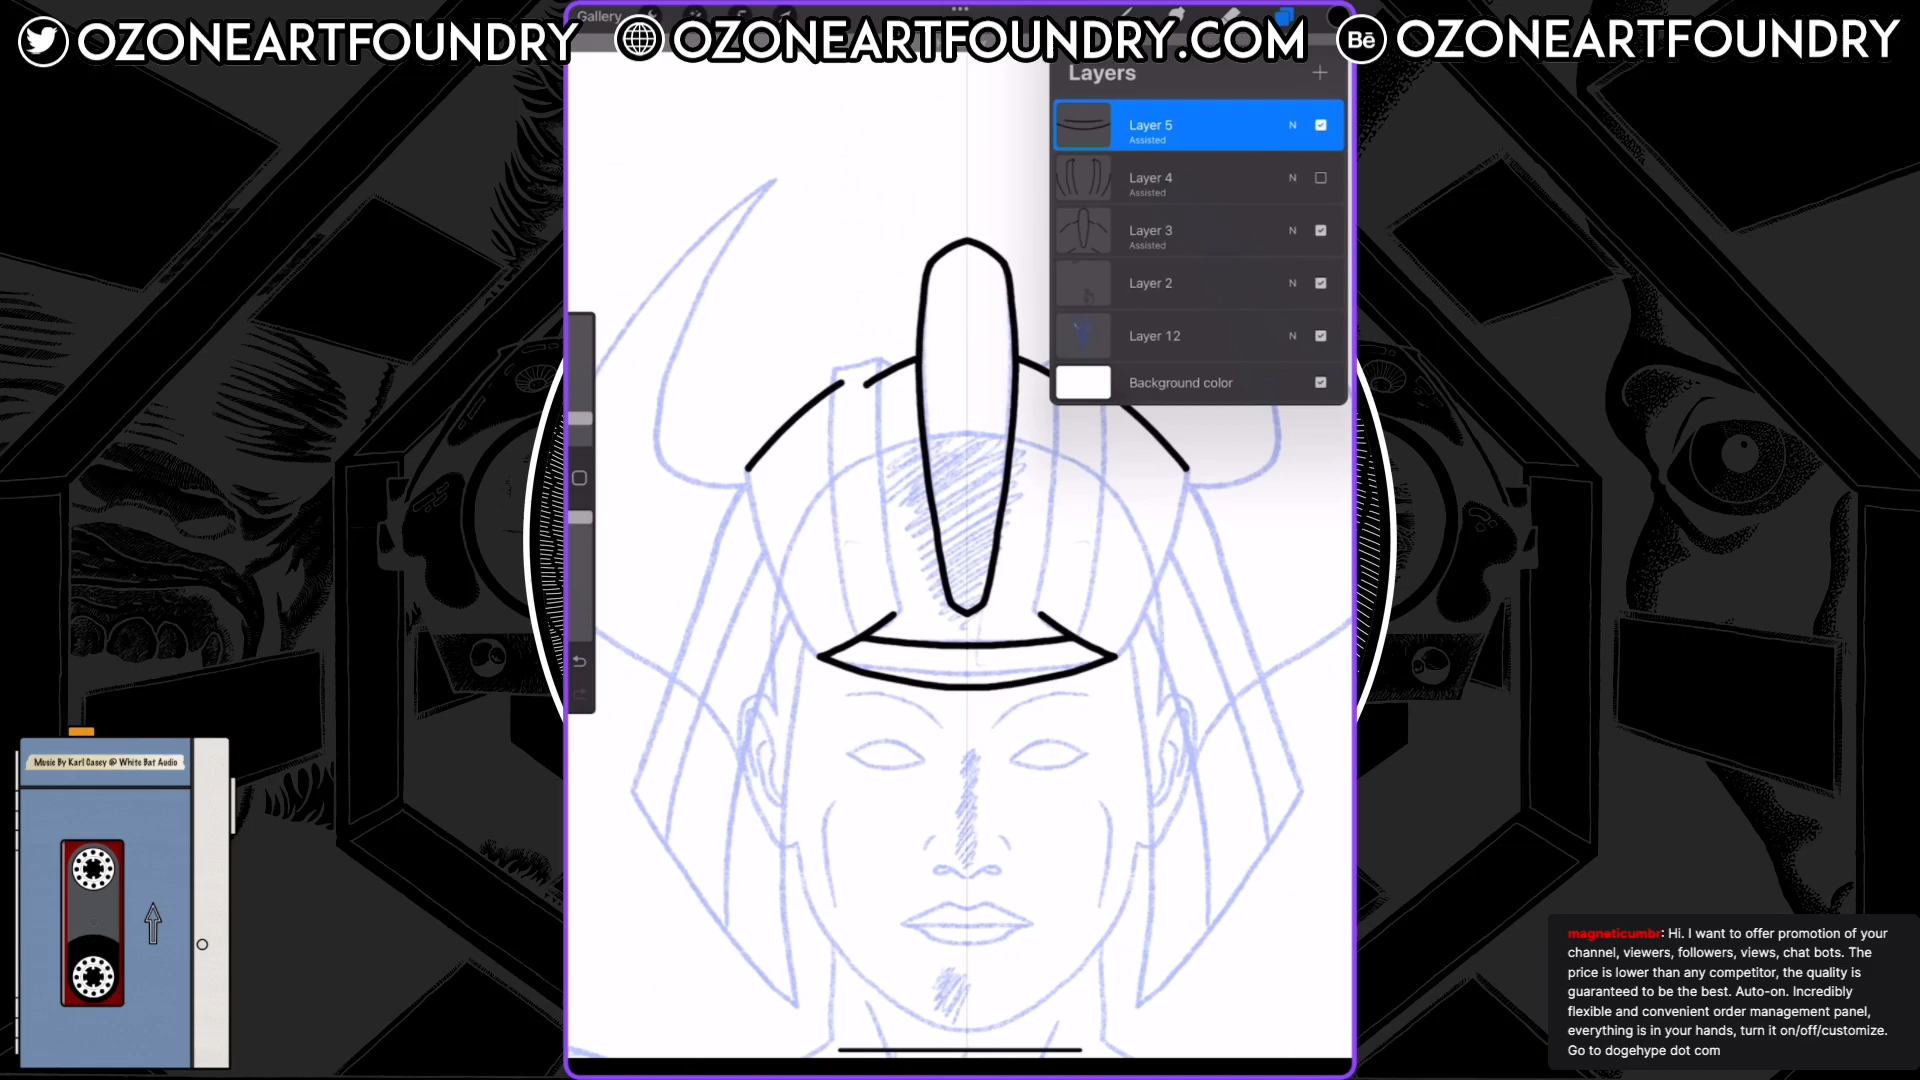 OZONEARTFOUNDRY
OZONEARTFOUNDRY.COM
Bē OZONEARTFOUNDRY
Gallery
Layers
Layer 5
N
Assisted
Layer 4
N
Assisted
Layer 3
N
Assisted
Layer 2
N
Layer 12
N
Background color
Music By Karl Casey @ White Bat Audio
magneticumbr: Hi. I want to offer promotion of your
channel, viewers, followers, views, chat bots. The
price is lower than any competitor, the quality is
guaranteed to be the best. Auto-on. Incredibly
flexible and convenient order management panel,
everything is in your hands, turn it on/off/customize.
Go to dogehype dot com